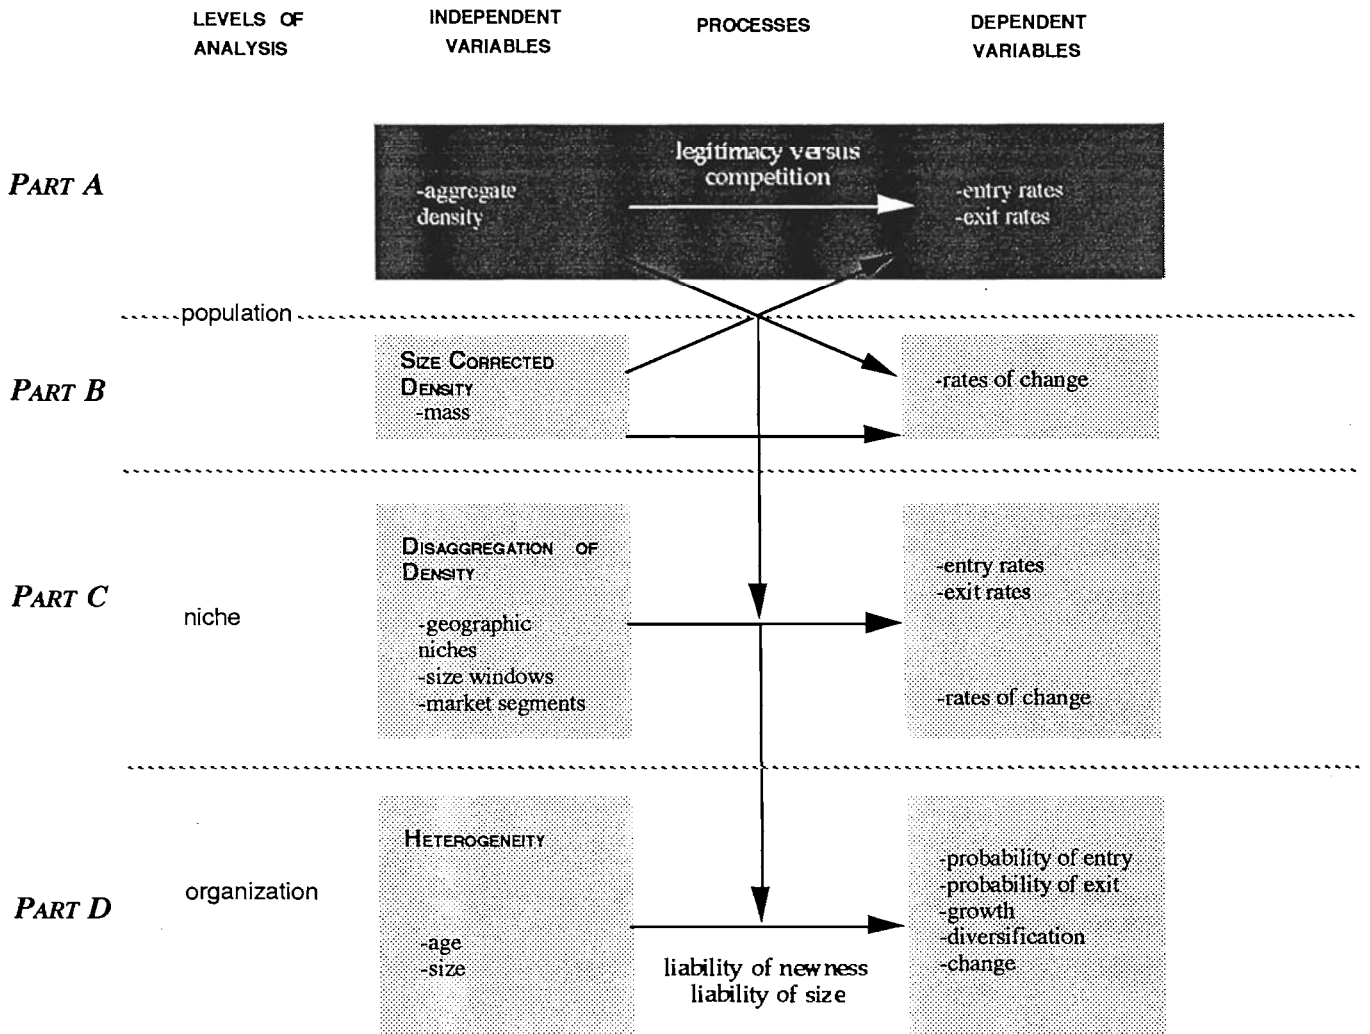 LEVELS OF
ANALYSIS
INDEPENDENT
VARIABLES
PROCESSES
DEPENDENT
VARIABLES
PART A
-aggregate
density
legitimacy versus
competition
-entry rates
-exit rates
population
PART B
SIZE CORRECTED
DENSITY
-mass
-rates of change
PART C
niche
DISAGGREGATION OF
DENSITY
-geographic
niches
-size windows
-market segments
-entry rates
-exit rates
-rates of change
PART D
organization
HETEROGENEITY
-age
-size
liability of newness
liability of size
-probability of entry
-probability of exit
-growth
-diversification
-change